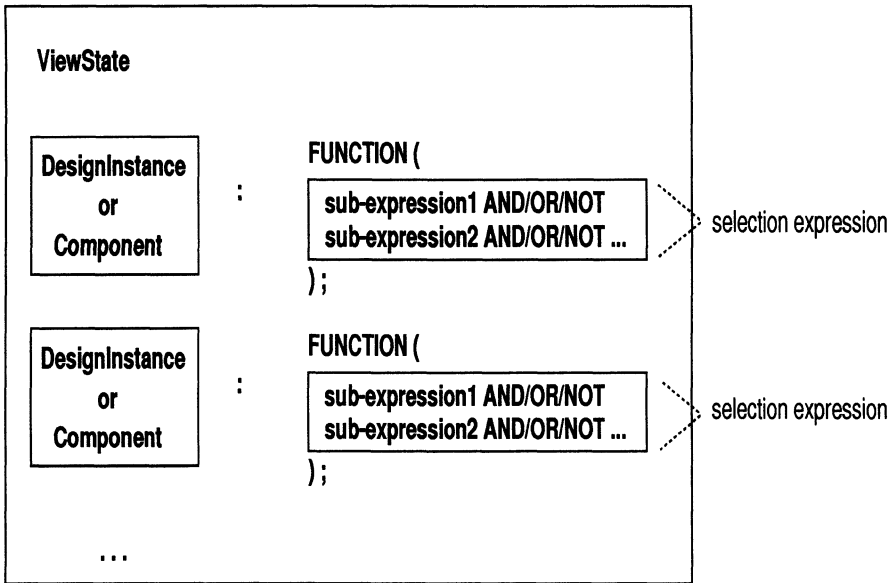 ViewState
DesignInstance
or
Component
:
FUNCTION (
sub-expression1 AND/OR/NOT
sub-expression2 AND/OR/NOT ...
) ;
selection expression
DesignInstance
or
Component
:
FUNCTION (
sub-expression1 AND/OR/NOT
sub-expression2 AND/OR/NOT ...
) ;
selection expression
...